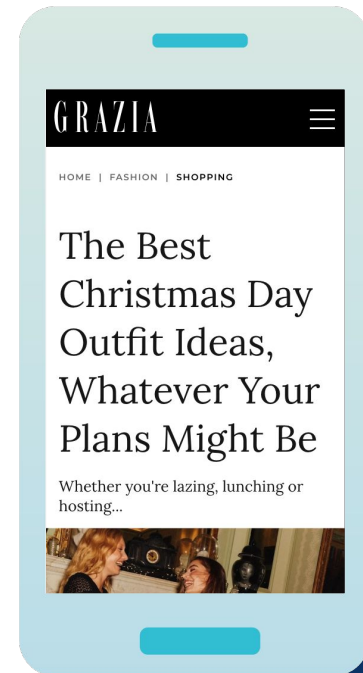 GRAZIA
HOME | FASHION | SHOPPING
The Best
Christmas Day
Outfit Ideas,
Whatever Your
Plans Might Be
Whether you're lazing, lunching or
hosting...